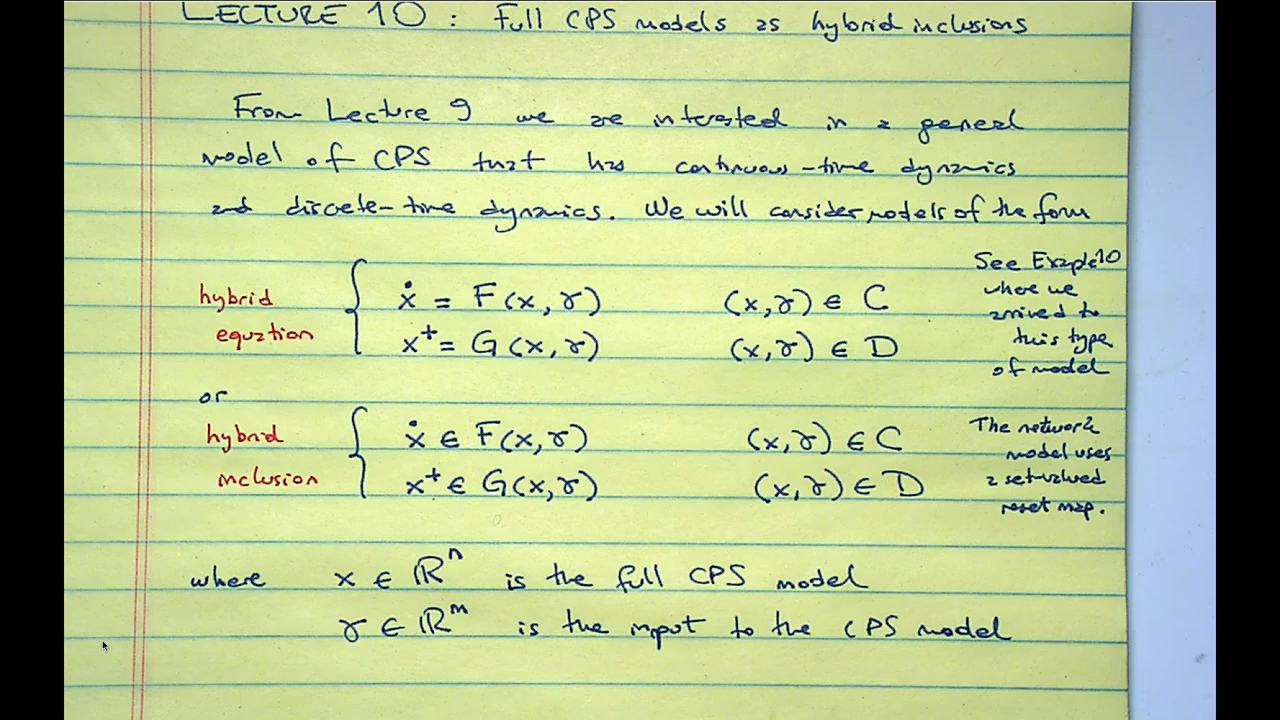 LECTURE 10 : Full CPS models as hybrid inclusions
From Lecture 9 we are interested in a general
model of CPS that has continuous-time dynamics
and discrete-time dynamics. We will consider models of the form
hybrid equation
ẋ = F(x,γ) (x,γ) ∈ C
x⁺ = G(x,γ) (x,γ) ∈ D
See Example 10
where we
arrived to
this type
of model
or
hybrid inclusion
ẋ ∈ F(x,γ) (x,γ) ∈ C
x⁺ ∈ G(x,γ) (x,γ) ∈ D
The network
model uses
a set-valued
reset map.
where x ∈ ℝⁿ is the full CPS model
γ ∈ ℝᵐ is the input to the CPS model